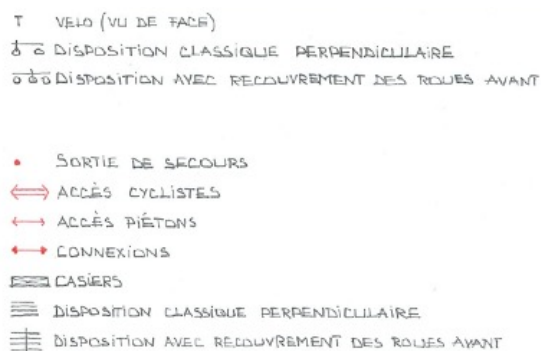 VELO (VU DE FACE)
DISPOSITION CLASSIQUE PERPENDICULAIRE
DISPOSITION AVEC RECOUVREMENT DES ROUES AVANT
SORTIE DE SECOURS
ACCÈS CYCLISTES
ACCÈS PIÉTONS
CONNEXIONS
CASIERS
DISPOSITION CLASSIQUE PERPENDICULAIRE
DISPOSITION AVEC RECOUVREMENT DES ROUES AVANT